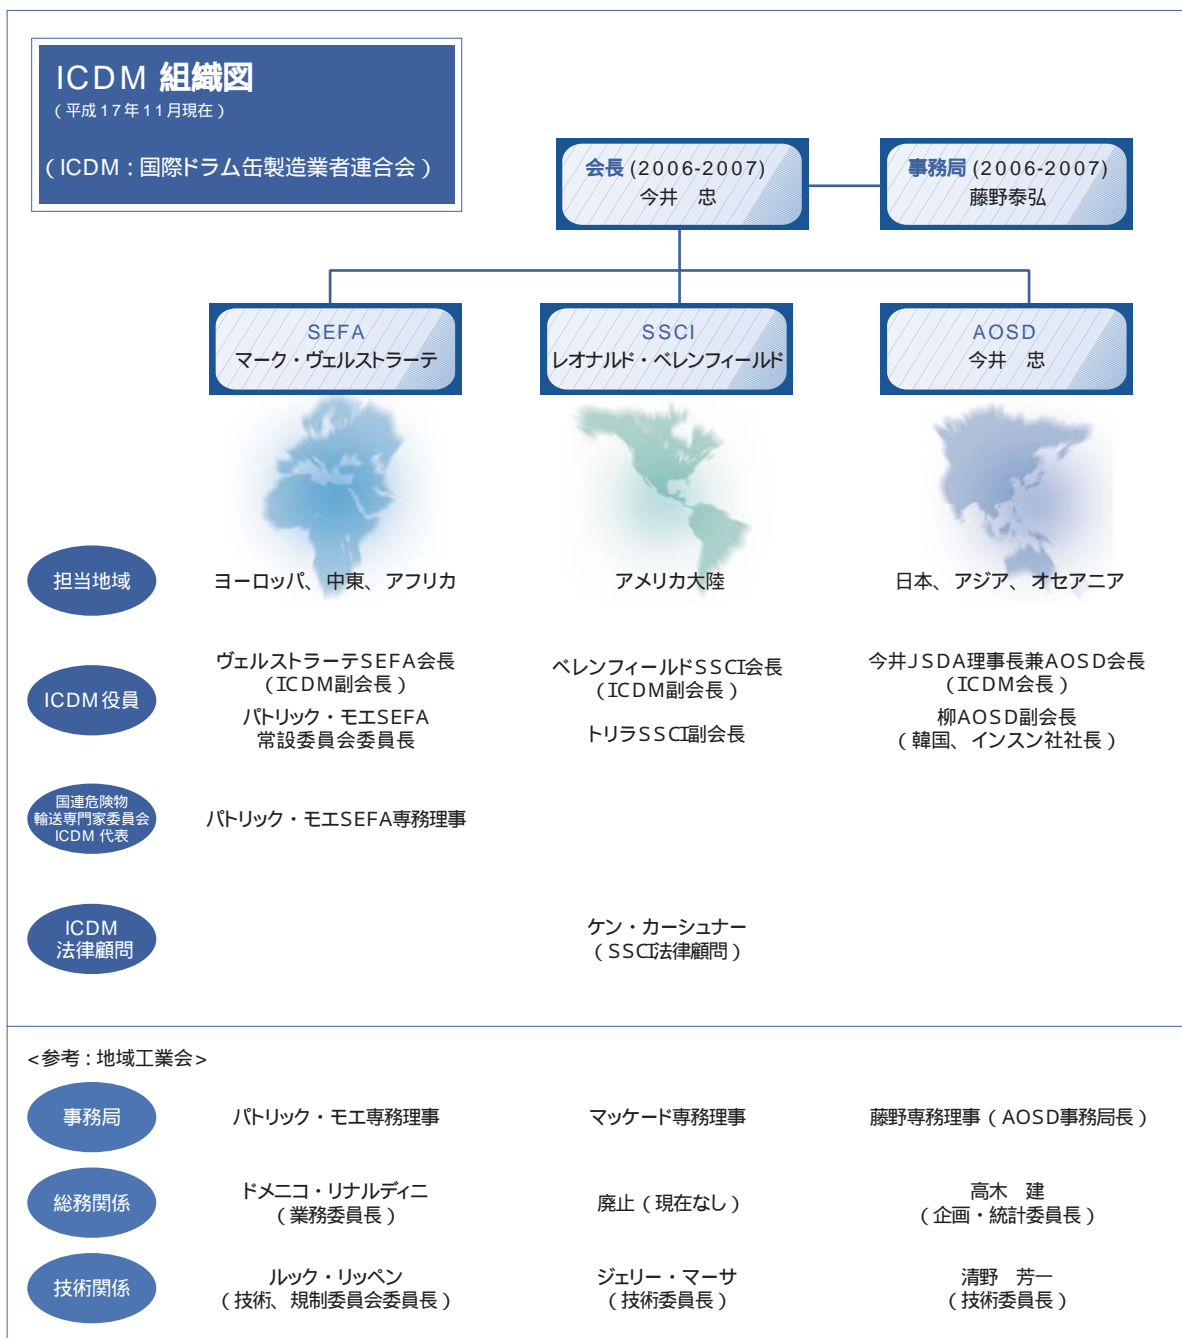 ICDM 組織図
（平成17年11月現在）
（ICDM：国際ドラム缶製造業者連合会）
会長 (2006-2007)
今井　忠
事務局 (2006-2007)
藤野泰弘
SEFA
マーク・ヴェルストラーテ
SSCI
レオナルド・ベレンフィールド
AOSD
今井　忠
担当地域
ヨーロッパ、中東、アフリカ
アメリカ大陸
日本、アジア、オセアニア
ICDM 役員
ヴェルストラーテSEFA会長
（ICDM副会長）
パトリック・モエSEFA
常設委員会委員長
ベレンフィールドSSCI会長
（ICDM副会長）
トリラSSCI副会長
今井JSDA理事長兼AOSD会長
（ICDM会長）
柳AOSD副会長
（韓国、インスン社社長）
国連危険物
輸送専門家委員会
ICDM 代表
パトリック・モエSEFA専務理事
ICDM
法律顧問
ケン・カーシュナー
（SSCI法律顧問）
<参考：地域工業会>
事務局
パトリック・モエ専務理事
マッケード専務理事
藤野専務理事（AOSD事務局長）
総務関係
ドメニコ・リナルディニ
（業務委員長）
廃止（現在なし）
高木　建
（企画・統計委員長）
技術関係
ルック・リッペン
（技術、規制委員会委員長）
ジェリー・マーサ
（技術委員長）
清野　芳一
（技術委員長）